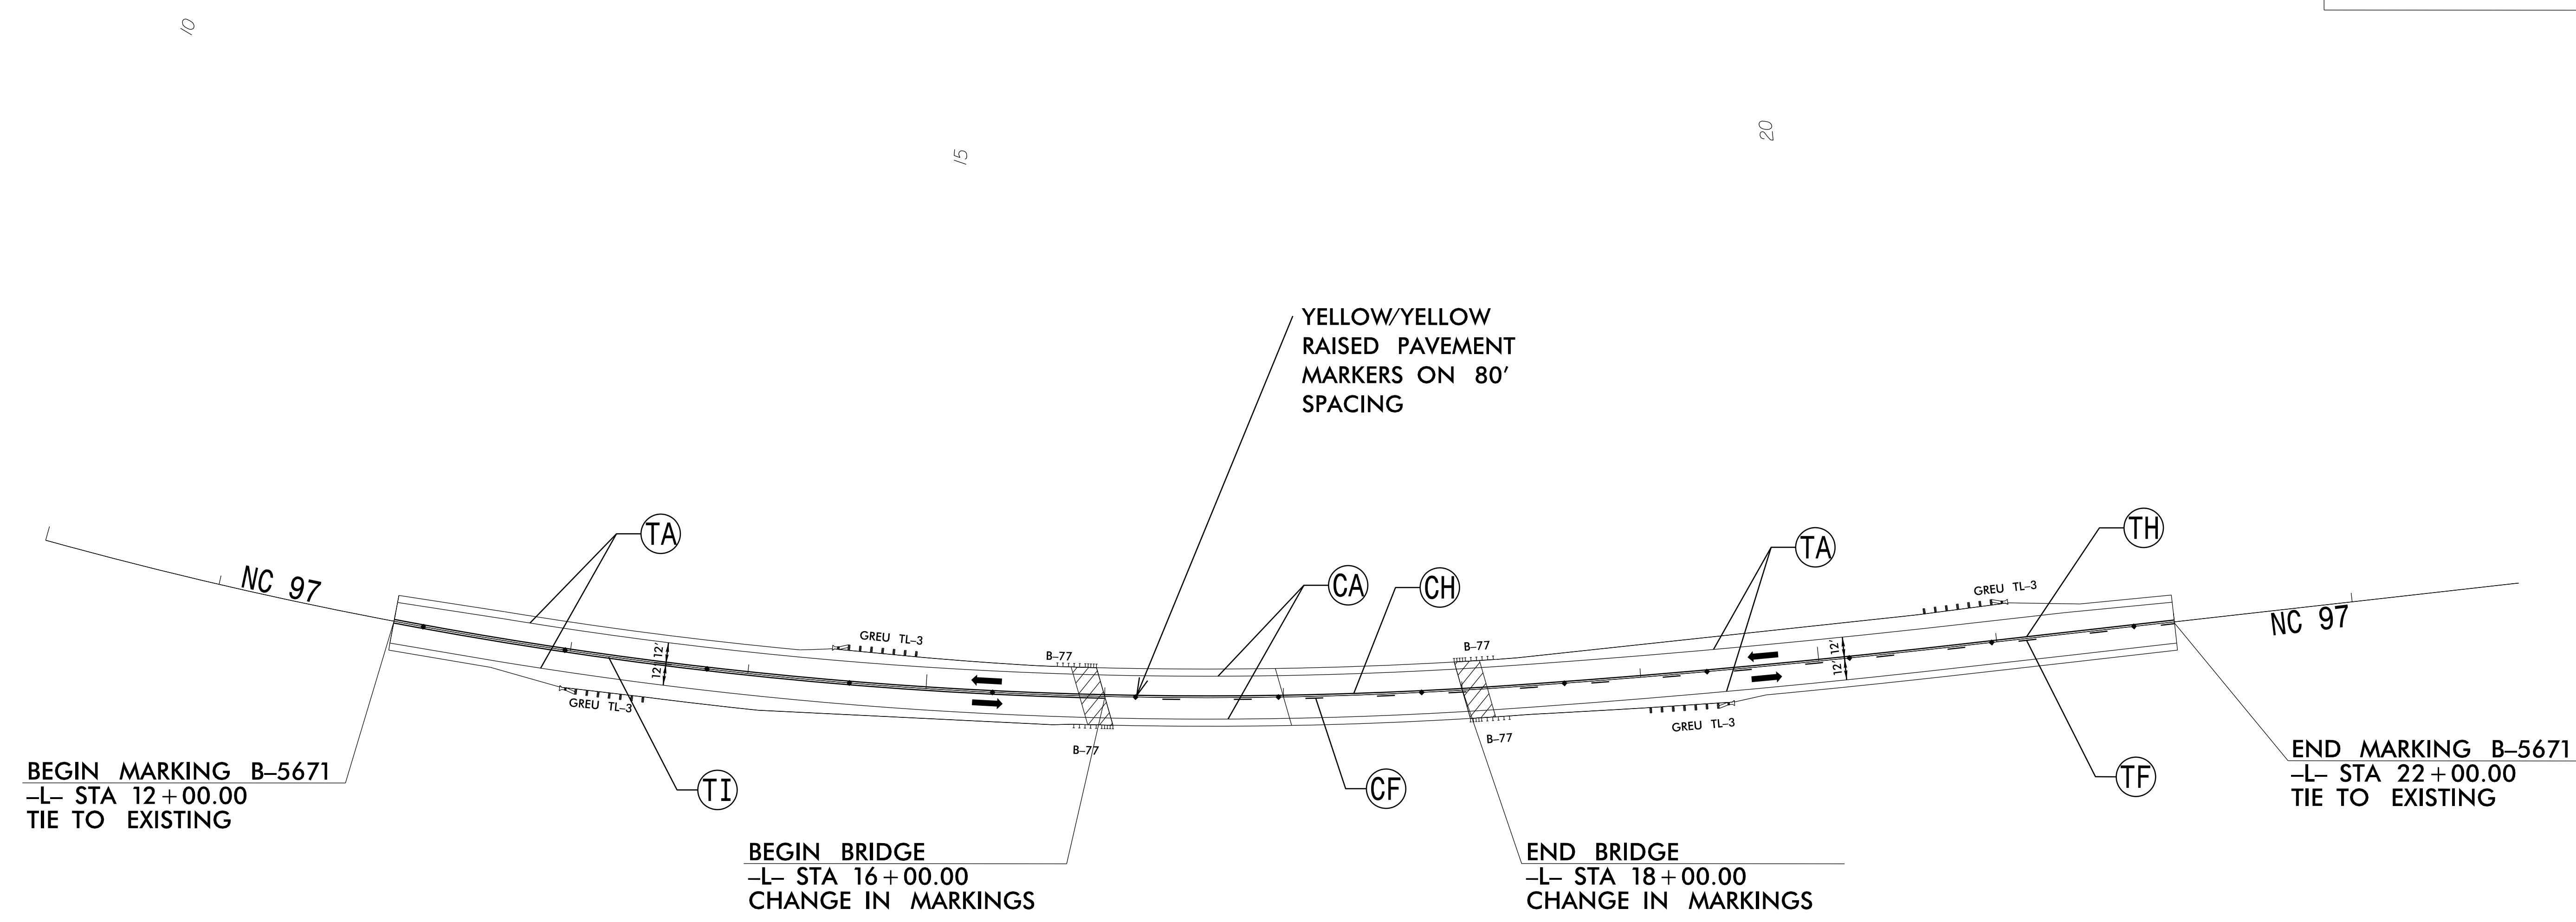 10
15
20
YELLOW/YELLOW
RAISED PAVEMENT
MARKERS ON 80'
SPACING
TA
CA
CH
TA
TH
NC 97
GREU TL-3
B-77
B-77
GREU TL-3
NC 97
12'
12'
12'
12'
GREU TL-3
B-77
B-77
GREU TL-3
TI
CF
TF
BEGIN MARKING B-5671
-L- STA 12+00.00
TIE TO EXISTING
BEGIN BRIDGE
-L- STA 16+00.00
CHANGE IN MARKINGS
END BRIDGE
-L- STA 18+00.00
CHANGE IN MARKINGS
END MARKING B-5671
-L- STA 22+00.00
TIE TO EXISTING